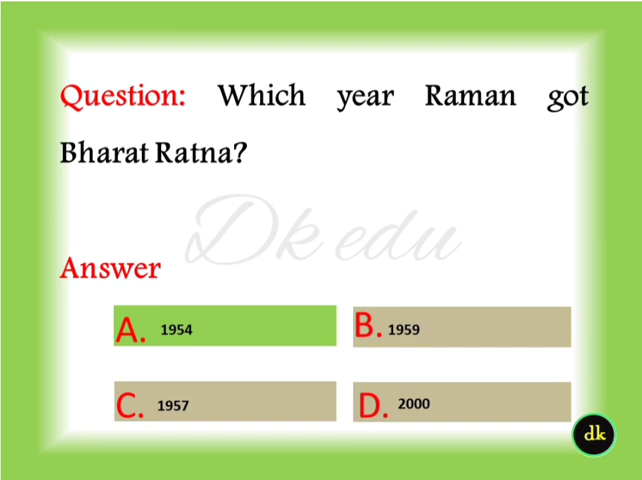 Question: Which year Raman got
Bharat Ratna?
Dk edu
Answer
A. 1954
B. 1959
C. 1957
D. 2000
dk